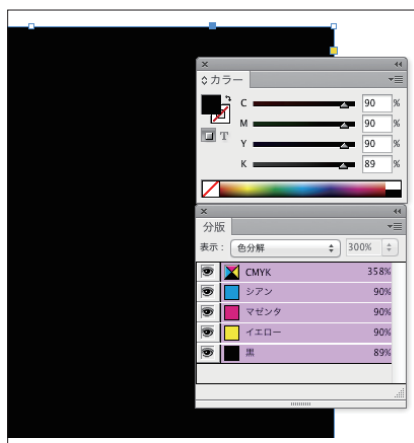 カラー
C 90 %
M 90 %
T
Y 90 %
K 89 %
分版
表示： 色分解 300%
CMYK 358%
シアン 90%
マゼンタ 90%
イエロー 90%
黒 89%